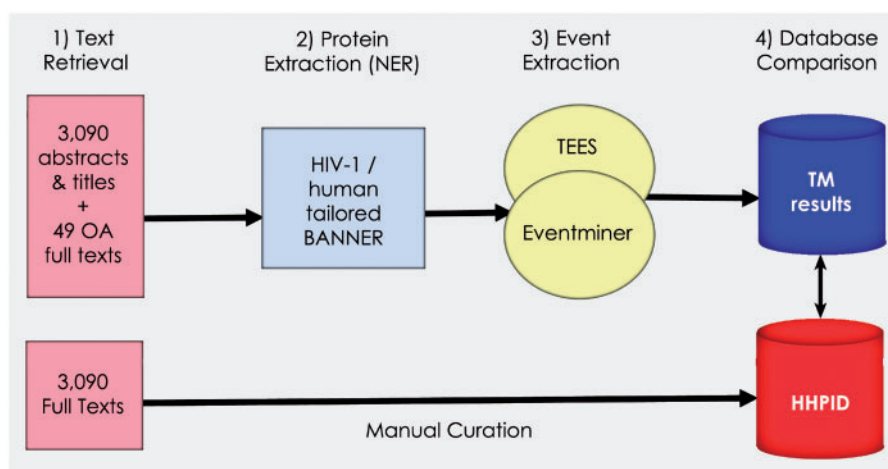 1) Text
Retrieval
2) Protein
Extraction (NER)
3) Event
Extraction
4) Database
Comparison
3,090
abstracts
& titles
+
49 OA
full texts
HIV-1 /
human
tailored
BANNER
TEES
Eventminer
TM
results
3,090
Full Texts
Manual Curation
HHPID